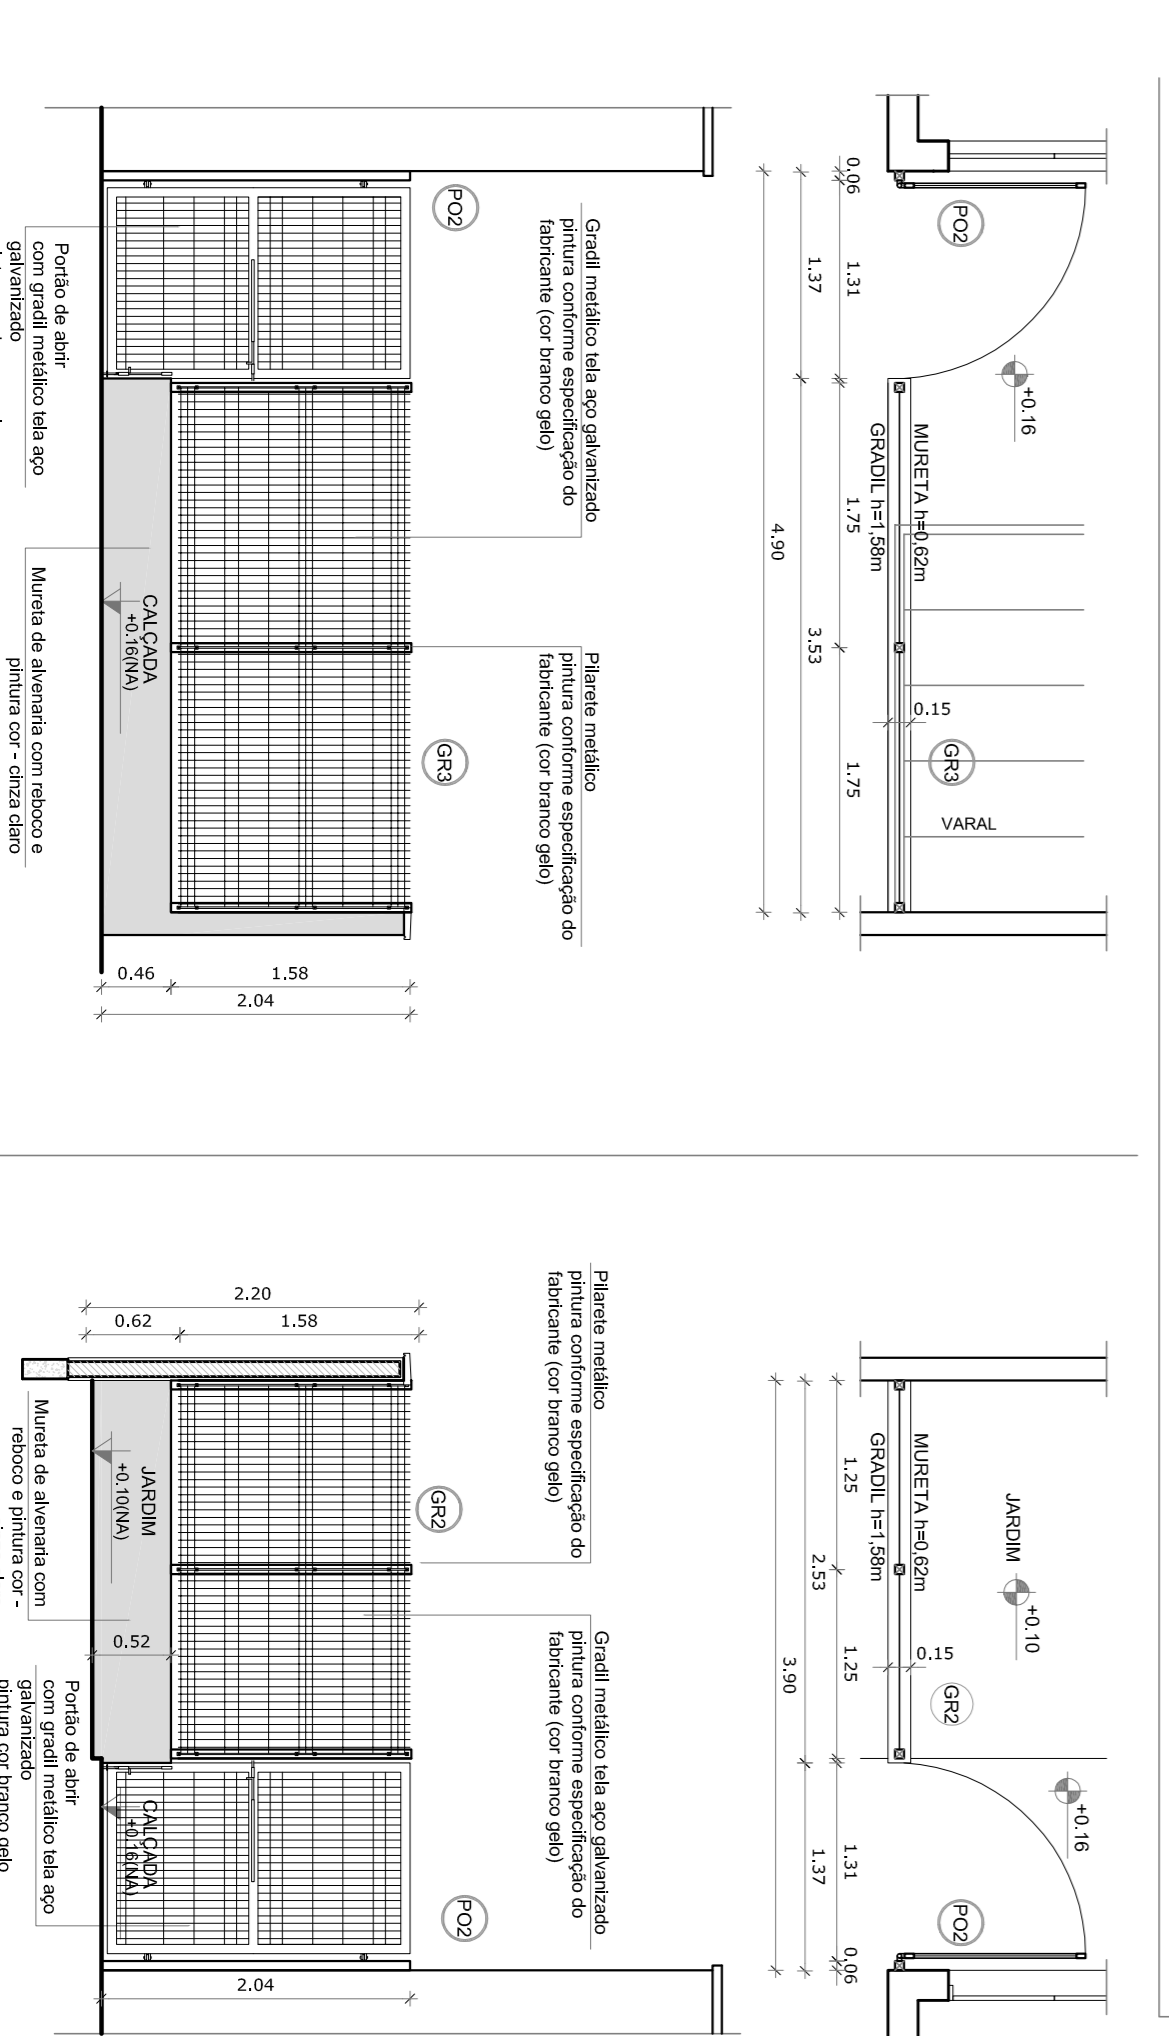 0.06
1.31
1.37
PO2
+0.16
MURETA h=0,62m
GRADIL h=1,58m
1.75
4.90
3.53
0.15
GR3
1.75
VARAL
PO2
Gradil metálico tela aço galvanizado
pintura conforme especificação do
fabricante (cor branco gelo)
Pilarete metálico
pintura conforme especificação do
fabricante (cor branco gelo)
GR3
Portão de abrir
com gradil metálico tela aço
galvanizado
CALÇADA
+0.16(NA)
Mureta de alvenaria com reboco e
pintura cor - cinza claro
0.46
1.58
2.04
MURETA h=0,62m
GRADIL h=1,58m
1.25
JARDIM
+0.10
2.53
3.90
1.25
0.15
GR2
+0.16
1.31
1.37
PO2
0,06
Pilarete metálico
pintura conforme especificação do
fabricante (cor branco gelo)
Gradil metálico tela aço galvanizado
pintura conforme especificação do
fabricante (cor branco gelo)
2.20
0.62
1.58
GR2
JARDIM
+0.10(NA)
Mureta de alvenaria com
reboco e pintura cor -
0.52
Portão de abrir
com gradil metálico tela aço
galvanizado
pintura cor branco gelo
CALÇADA
+0.16(NA)
PO2
2.04